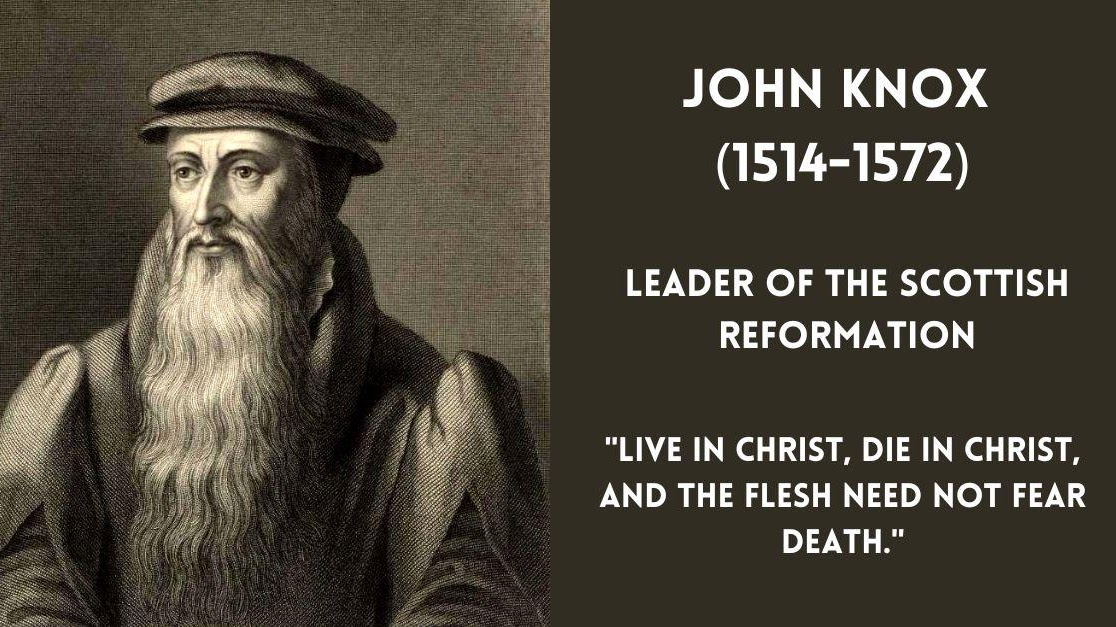 JOHN KNOX
(1514-1572)
LEADER OF THE SCOTTISH
REFORMATION
"LIVE IN CHRIST, DIE IN CHRIST,
AND THE FLESH NEED NOT FEAR
DEATH."